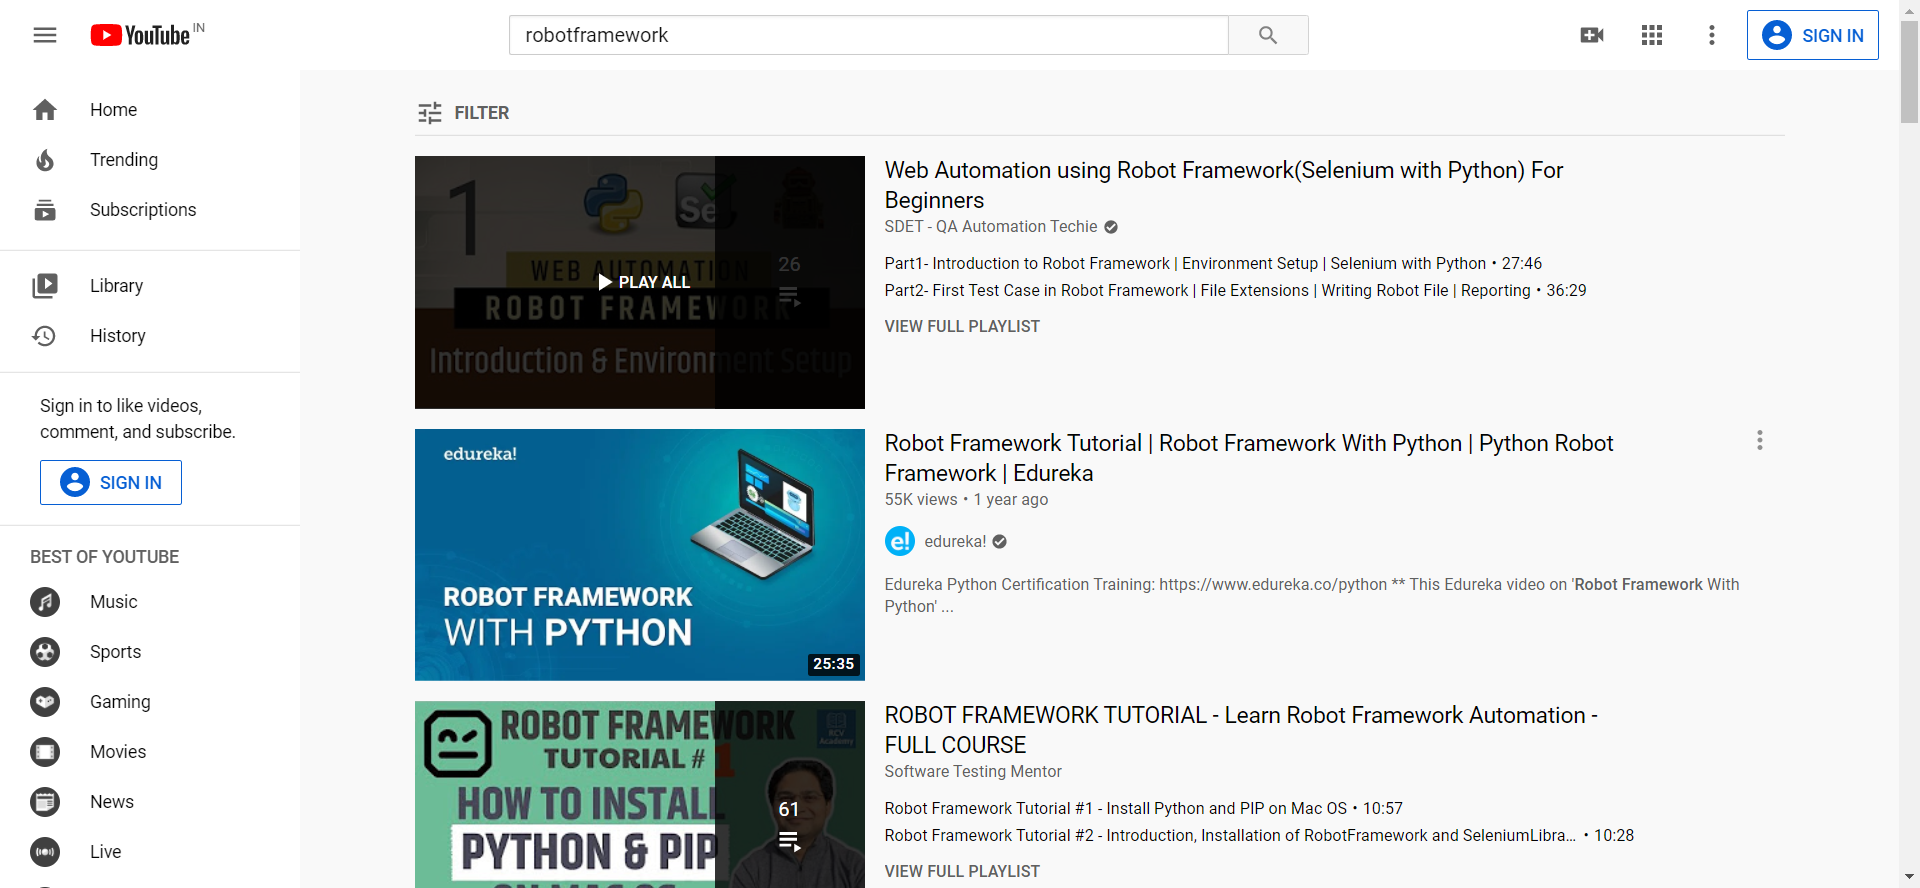 YouTube IN
robotframework
SIGN IN
Home
Trending
Subscriptions
Library
History
Sign in to like videos,
comment, and subscribe.
SIGN IN
BEST OF YOUTUBE
Music
Sports
Gaming
Movies
News
Live
FILTER
1
Se
WEB AUTOMATION
ROBOT FRAMEWORK
Introduction & Environment Setup
PLAY ALL
26
Web Automation using Robot Framework(Selenium with Python) For
Beginners
SDET - QA Automation Techie
Part1- Introduction to Robot Framework | Environment Setup | Selenium with Python • 27:46
Part2- First Test Case in Robot Framework | File Extensions | Writing Robot File | Reporting • 36:29
VIEW FULL PLAYLIST
edureka!
ROBOT FRAMEWORK
WITH PYTHON
25:35
Robot Framework Tutorial | Robot Framework With Python | Python Robot
Framework | Edureka
55K views • 1 year ago
e!
edureka!
Edureka Python Certification Training: https://www.edureka.co/python ** This Edureka video on 'Robot Framework With
Python' ...
ROBOT FRAMEWORK
TUTORIAL #1
RCV
Academy
HOW TO INSTALL
PYTHON & PIP
ON MAC OS
61
ROBOT FRAMEWORK TUTORIAL - Learn Robot Framework Automation -
FULL COURSE
Software Testing Mentor
Robot Framework Tutorial #1 - Install Python and PIP on Mac OS • 10:57
Robot Framework Tutorial #2 - Introduction, Installation of RobotFramework and SeleniumLibra... • 10:28
VIEW FULL PLAYLIST